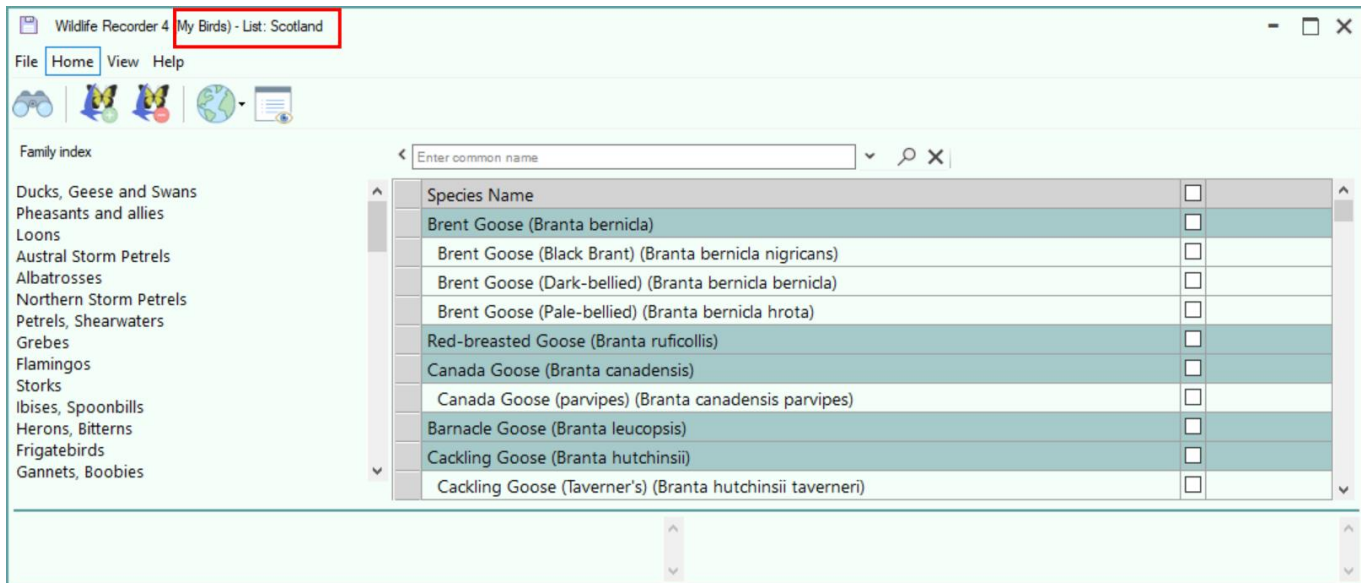 Wildlife Recorder 4 (My Birds) - List: Scotland
File Home View Help
Family index
Enter common name
Ducks, Geese and Swans
Pheasants and allies
Loons
Austral Storm Petrels
Albatrosses
Northern Storm Petrels
Petrels, Shearwaters
Grebes
Flamingos
Storks
Ibises, Spoonbills
Herons, Bitterns
Frigatebirds
Gannets, Boobies
Species Name
Brent Goose (Branta bernicla)
Brent Goose (Black Brant) (Branta bernicla nigricans)
Brent Goose (Dark-bellied) (Branta bernicla bernicla)
Brent Goose (Pale-bellied) (Branta bernicla hrota)
Red-breasted Goose (Branta ruficollis)
Canada Goose (Branta canadensis)
Canada Goose (parvipes) (Branta canadensis parvipes)
Barnacle Goose (Branta leucopsis)
Cackling Goose (Branta hutchinsii)
Cackling Goose (Taverner's) (Branta hutchinsii taverneri)